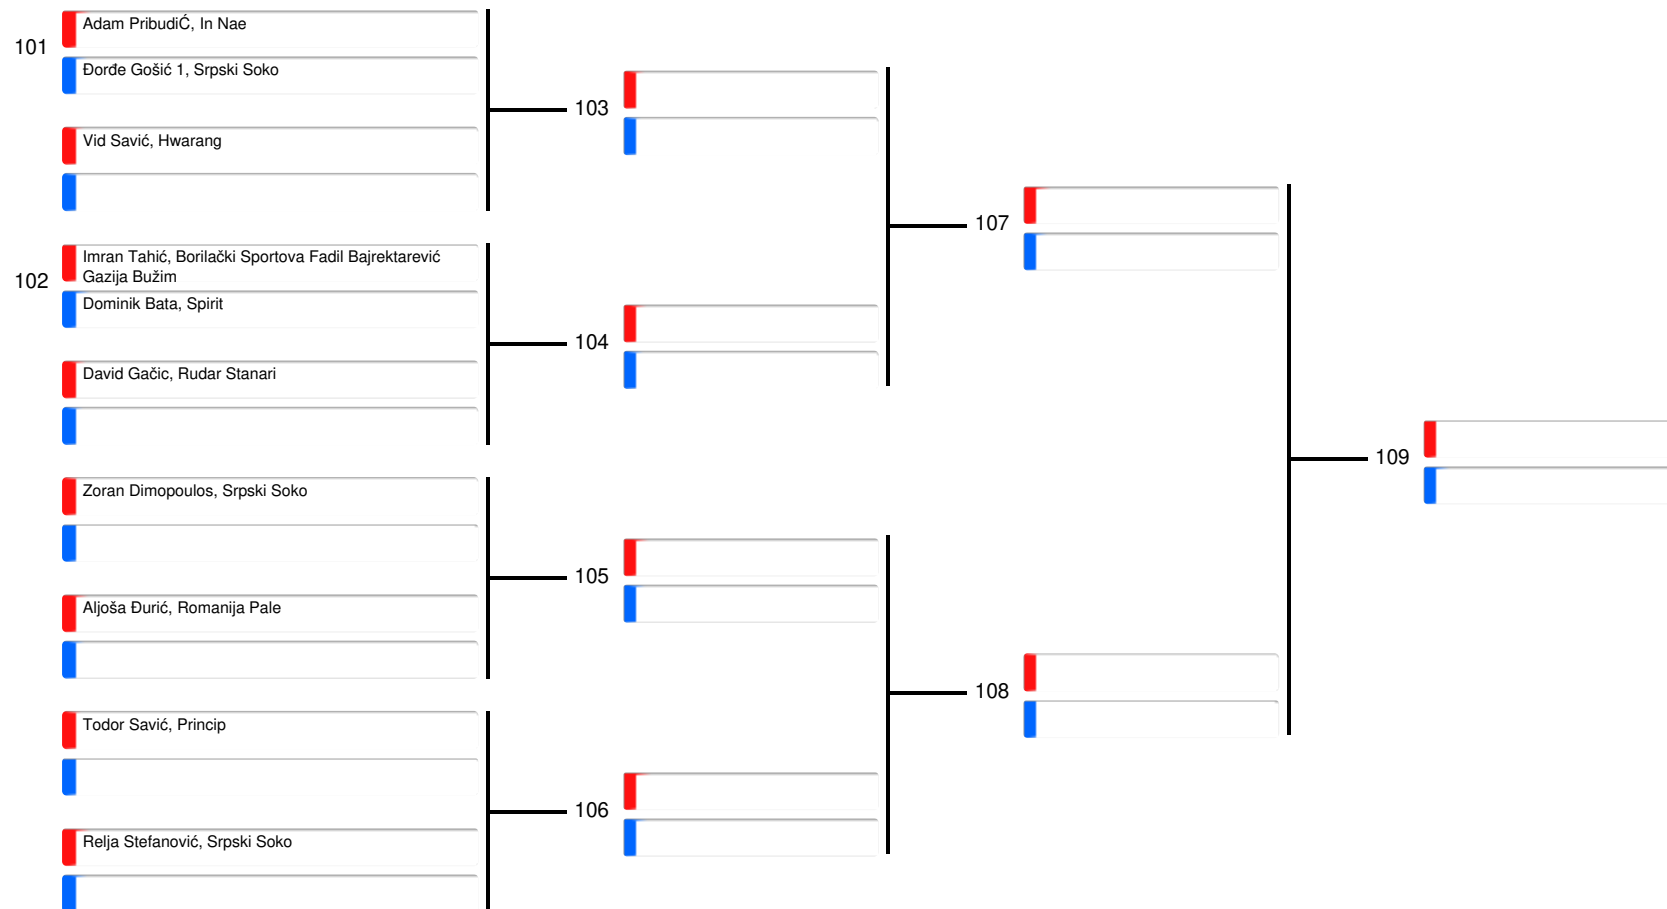 101
Adam PribudiĆ, In Nae
Đorđe Gošić 1, Srpski Soko
Vid Savić, Hwarang
102
Imran Tahić, Borilački Sportova Fadil Bajrektarević
Gazija Bužim
Dominik Bata, Spirit
David Gačic, Rudar Stanari
Zoran Dimopoulos, Srpski Soko
Aljoša Đurić, Romanija Pale
Todor Savić, Princip
Relja Stefanović, Srpski Soko
103
104
105
106
107
108
109